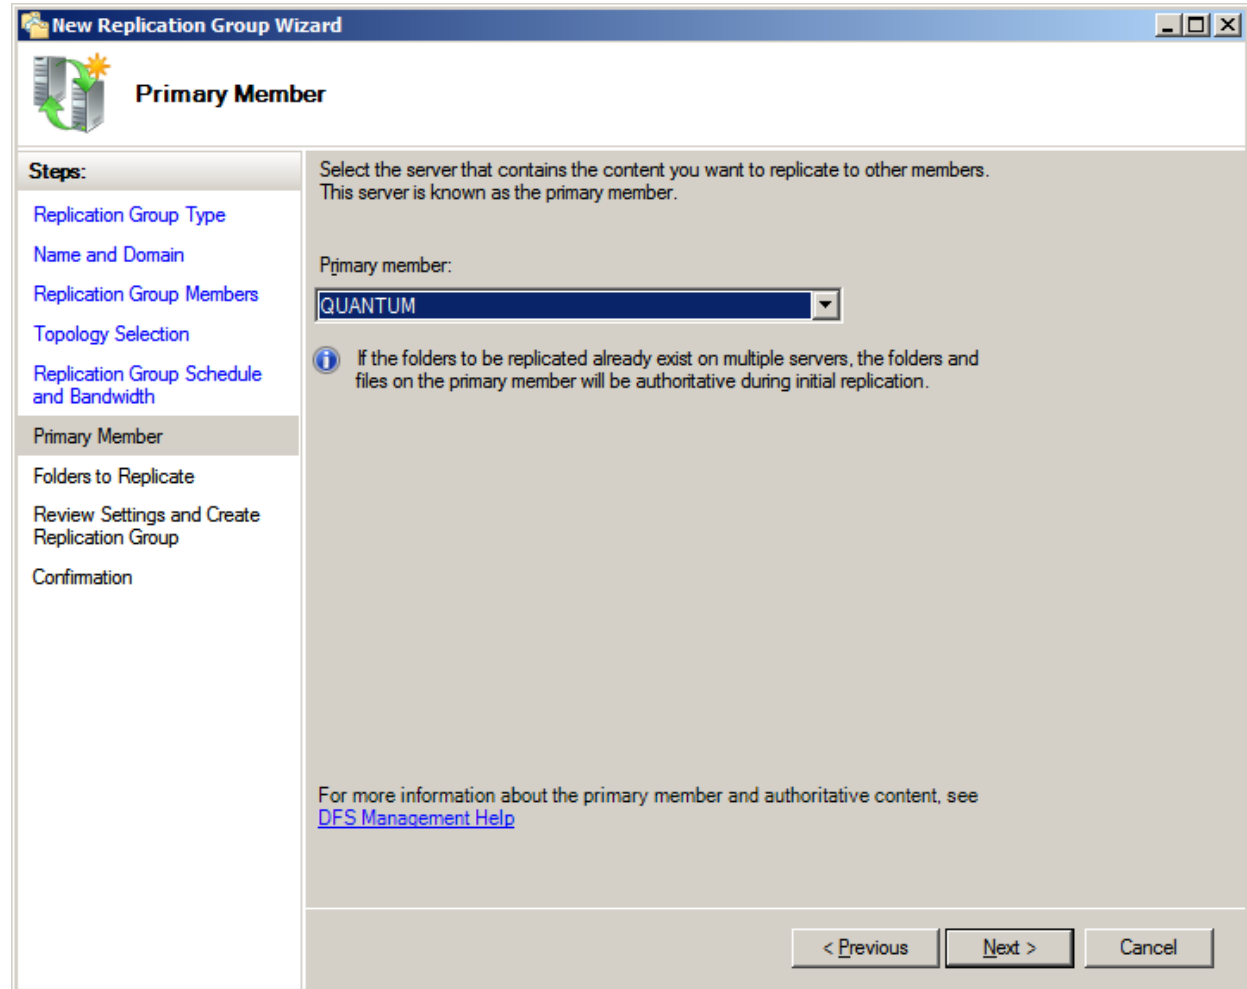 New Replication Group Wizard
Primary Member
Steps:
Replication Group Type
Name and Domain
Replication Group Members
Topology Selection
Replication Group Schedule
and Bandwidth
Primary Member
Folders to Replicate
Review Settings and Create
Replication Group
Confirmation
Select the server that contains the content you want to replicate to other members.
This server is known as the primary member.
Primary member:
QUANTUM
If the folders to be replicated already exist on multiple servers, the folders and
files on the primary member will be authoritative during initial replication.
For more information about the primary member and authoritative content, see
DFS Management Help
< Previous
Next >
Cancel